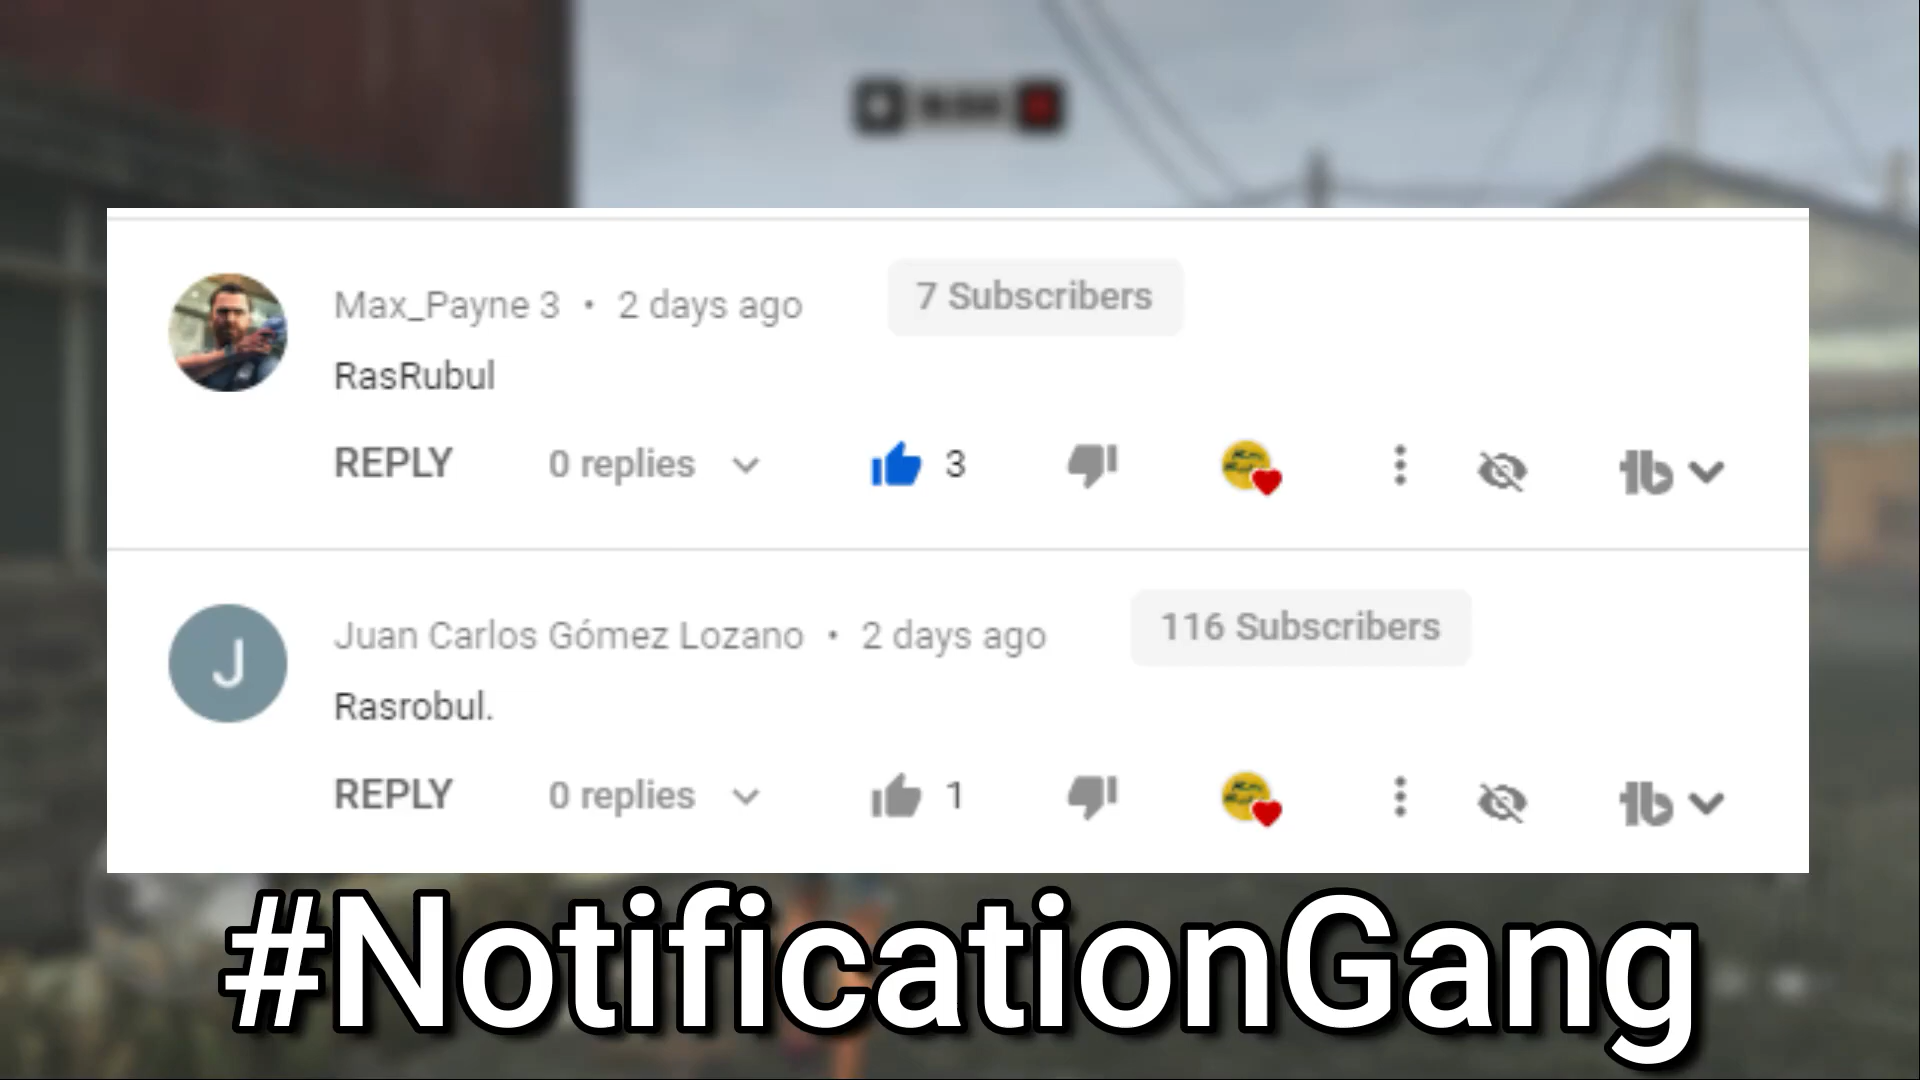 Max_Payne 3 • 2 days ago 7 Subscribers
RasRubul
REPLY 0 replies 3
J Juan Carlos Gómez Lozano • 2 days ago 116 Subscribers
Rasrobul.
REPLY 0 replies 1
#NotificationGang